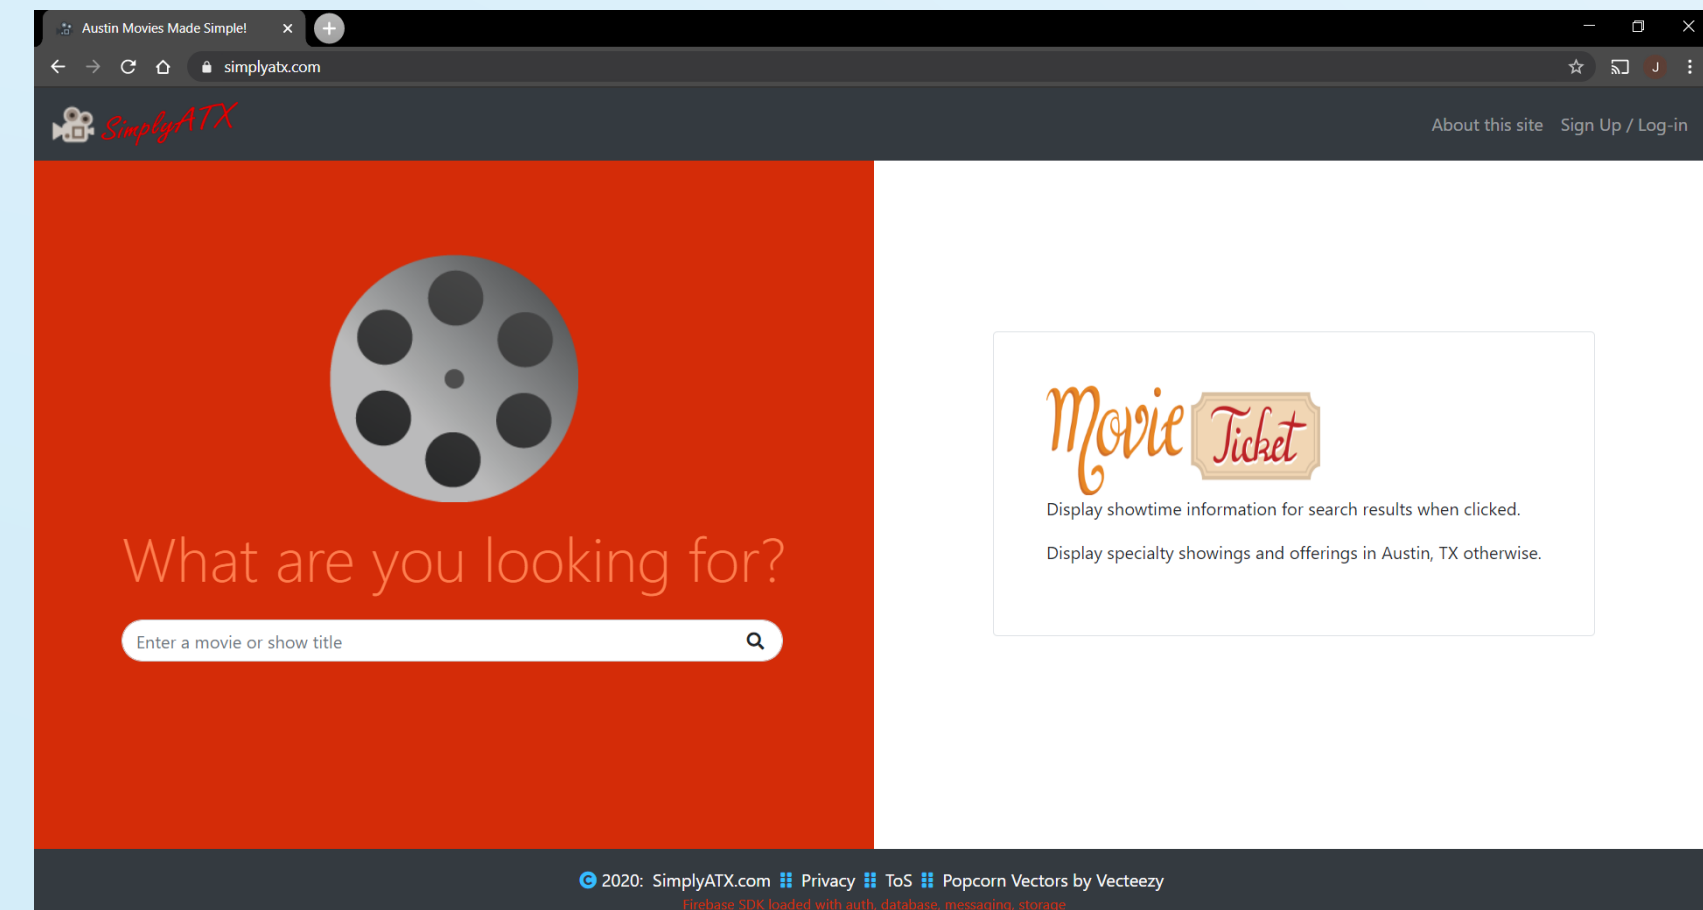 Austin Movies Made Simple!
simplyatx.com
J
SimplyATX
About this site Sign Up / Log-in
What are you looking for?
Enter a movie or show title
Movie Ticket
Display showtime information for search results when clicked.
Display specialty showings and offerings in Austin, TX otherwise.
© 2020: SimplyATX.com Privacy ToS Popcorn Vectors by Vecteezy
Firebase SDK loaded with auth, database, messaging, storage